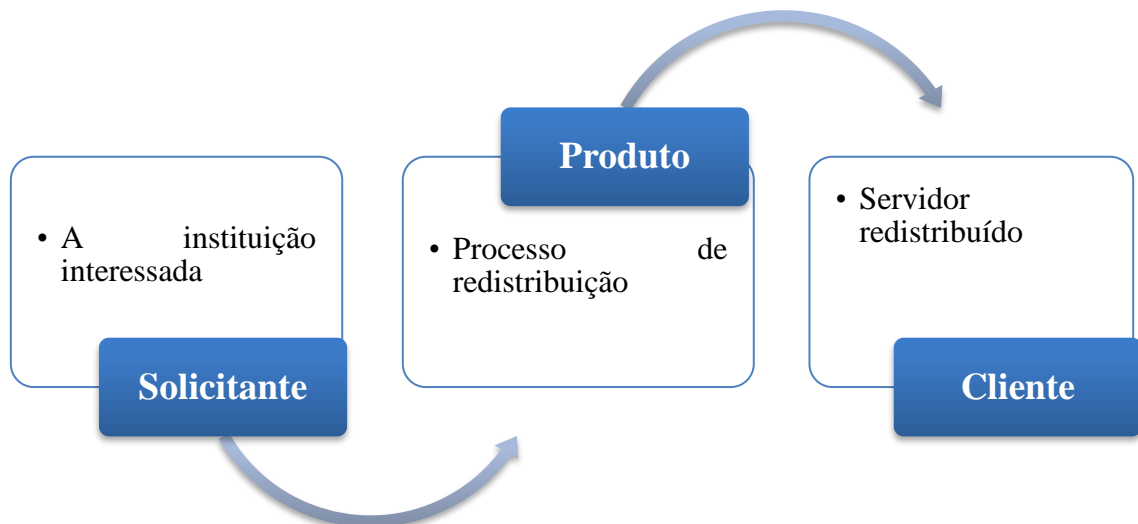 • A instituição
interessada
Solicitante
Produto
• Processo de
redistribuição
• Servidor
redistribuído
Cliente